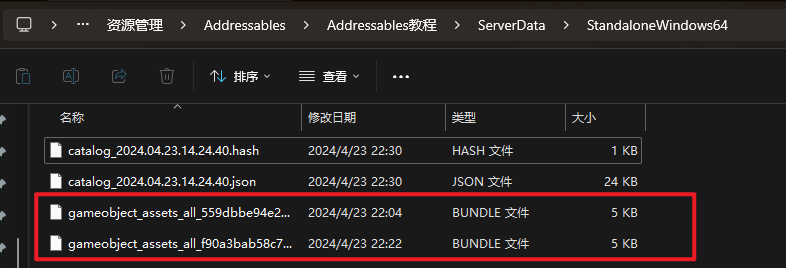 … 资源管理 > Addressables > Addressables教程 > ServerData > StandaloneWindows64
排序 查看 …
名称 修改日期 类型 大小
catalog_2024.04.23.14.24.40.hash 2024/4/23 22:30 HASH 文件 1 KB
catalog_2024.04.23.14.24.40.json 2024/4/23 22:30 JSON 文件 24 KB
gameobject_assets_all_559dbbe94e2... 2024/4/23 22:04 BUNDLE 文件 5 KB
gameobject_assets_all_f90a3bab58c7... 2024/4/23 22:22 BUNDLE 文件 5 KB